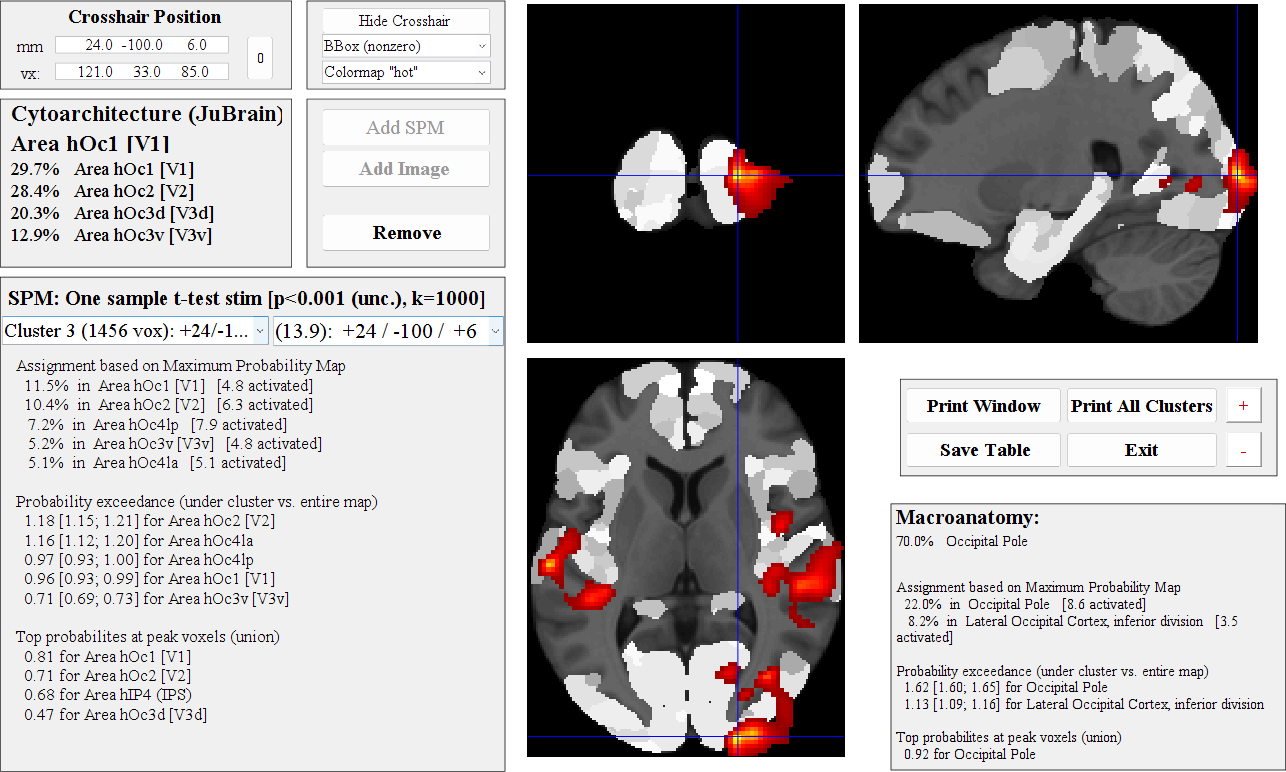 Crosshair Position
mm 24.0 -100.0 6.0
vx: 121.0 33.0 85.0
0
Hide Crosshair
BBox (nonzero)
Colormap "hot"
Cytoarchitecture (JuBrain)
Area hOc1 [V1]
29.7% Area hOc1 [V1]
28.4% Area hOc2 [V2]
20.3% Area hOc3d [V3d]
12.9% Area hOc3v [V3v]
Add SPM
Add Image
Remove
SPM: One sample t-test stim [p<0.001 (unc.), k=1000]
Cluster 3 (1456 vox): +24/-1... (13.9): +24 / -100 / +6
Assignment based on Maximum Probability Map
11.5% in Area hOc1 [V1] [4.8 activated]
10.4% in Area hOc2 [V2] [6.3 activated]
7.2% in Area hOc4lp [7.9 activated]
5.2% in Area hOc3v [V3v] [4.8 activated]
5.1% in Area hOc4la [5.1 activated]
Probability exceedance (under cluster vs. entire map)
1.18 [1.15; 1.21] for Area hOc2 [V2]
1.16 [1.12; 1.20] for Area hOc4la
0.97 [0.93; 1.00] for Area hOc4lp
0.96 [0.93; 0.99] for Area hOc1 [V1]
0.71 [0.69; 0.73] for Area hOc3v [V3v]
Top probabilites at peak voxels (union)
0.81 for Area hOc1 [V1]
0.71 for Area hOc2 [V2]
0.68 for Area hIP4 (IPS)
0.47 for Area hOc3d [V3d]
Print Window Print All Clusters +
Save Table Exit -
Macroanatomy:
70.0% Occipital Pole
Assignment based on Maximum Probability Map
22.0% in Occipital Pole [8.6 activated]
8.2% in Lateral Occipital Cortex, inferior division [3.5
activated]
Probability exceedance (under cluster vs. entire map)
1.62 [1.60; 1.65] for Occipital Pole
1.13 [1.09; 1.16] for Lateral Occipital Cortex, inferior division
Top probabilites at peak voxels (union)
0.92 for Occipital Pole